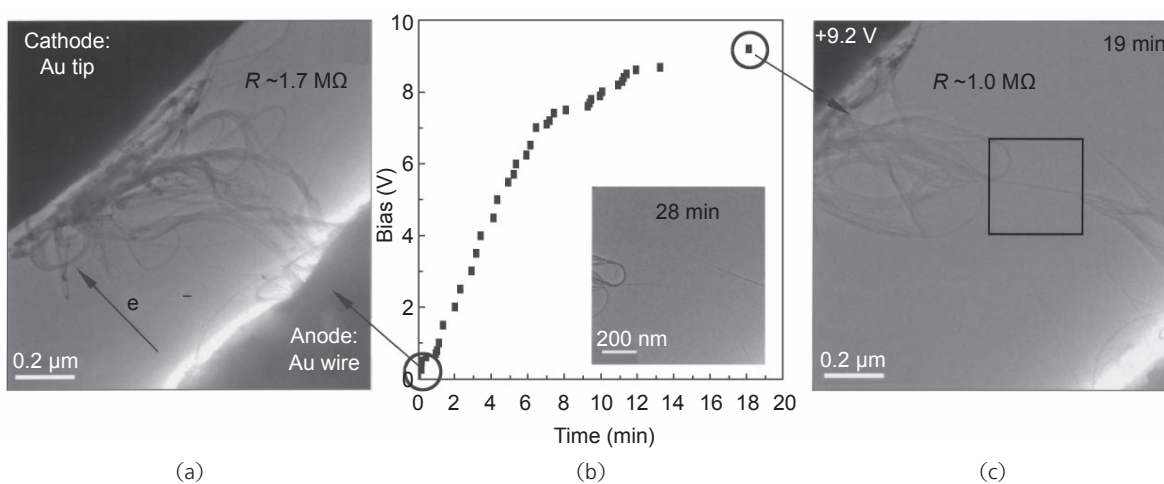 Cathode:
Au tip
R ~1.7 MΩ
e
–
Anode:
Au wire
0.2 µm
(a)
10
8
6
4
2
0
Bias (V)
28 min
200 nm
0 2 4 6 8 10 12 14 16 18 20
Time (min)
(b)
+9.2 V
19 min
R ~1.0 MΩ
0.2 µm
(c)